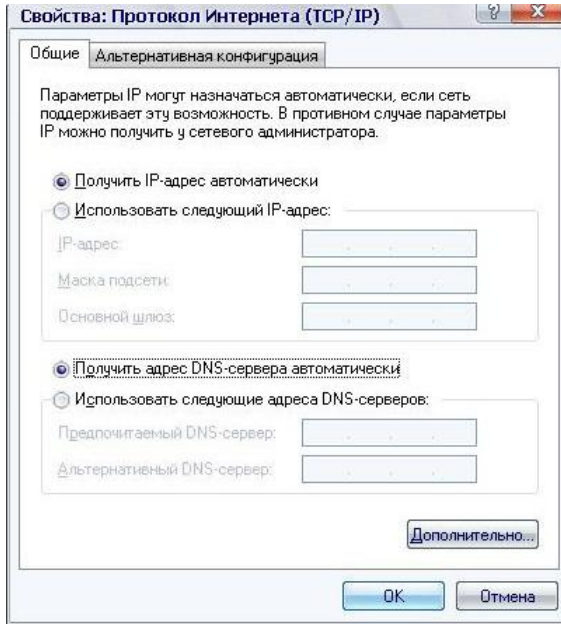 Свойства: Протокол Интернета (TCP/IP)
Общие
Альтернативная конфигурация
Параметры IP могут назначаться автоматически, если сеть
поддерживает эту возможность. В противном случае параметры
IP можно получить у сетевого администратора.
Получить IP-адрес автоматически
Использовать следующий IP-адрес:
IP-адрес:
Маска подсети:
Основной шлюз:
Получить адрес DNS-сервера автоматически
Использовать следующие адреса DNS-серверов:
Предпочитаемый DNS-сервер:
Альтернативный DNS-сервер:
Дополнительно...
OK
Отмена